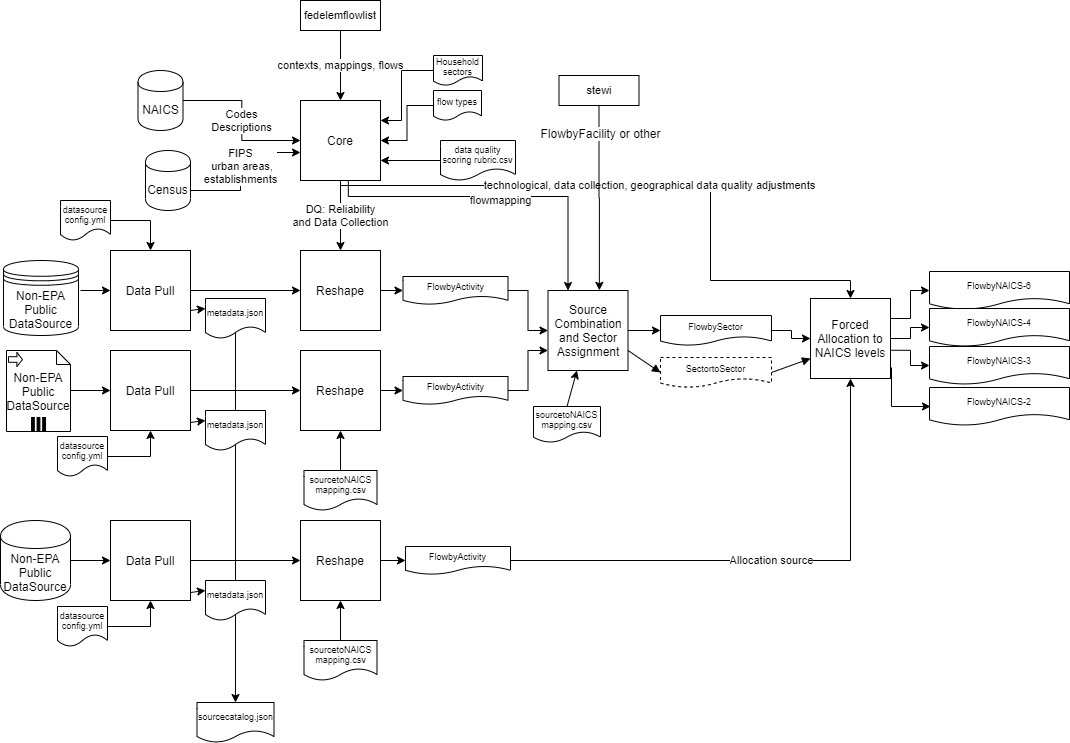 fedelemflowlist
contexts, mappings, flows
Household
sectors
NAICS
flow types
stewi
Codes
Descriptions
Core
FlowbyFacility or other
data quality
scoring rubric.csv
FIPS
urban areas,
establishments
Census
technological, data collection, geographical data quality adjustments
flowmapping
datasource
config.yml
DQ: Reliability
and Data Collection
Non-EPA
Public
DataSource
Data Pull
metadata.json
Reshape
FlowbyActivity
Source
Combination
and Sector
Assignment
FlowbySector
SectortoSector
Forced
Allocation to
NAICS levels
FlowbyNAICS-6
FlowbyNAICS-4
FlowbyNAICS-3
FlowbyNAICS-2
Non-EPA
Public
DataSource
Data Pull
metadata.json
Reshape
FlowbyActivity
sourcetoNAICS
mapping.csv
datasource
config.yml
sourcetoNAICS
mapping.csv
Non-EPA
Public
DataSource
Data Pull
metadata.json
Reshape
FlowbyActivity
Allocation source
datasource
config.yml
sourcetoNAICS
mapping.csv
sourcecatalog.json